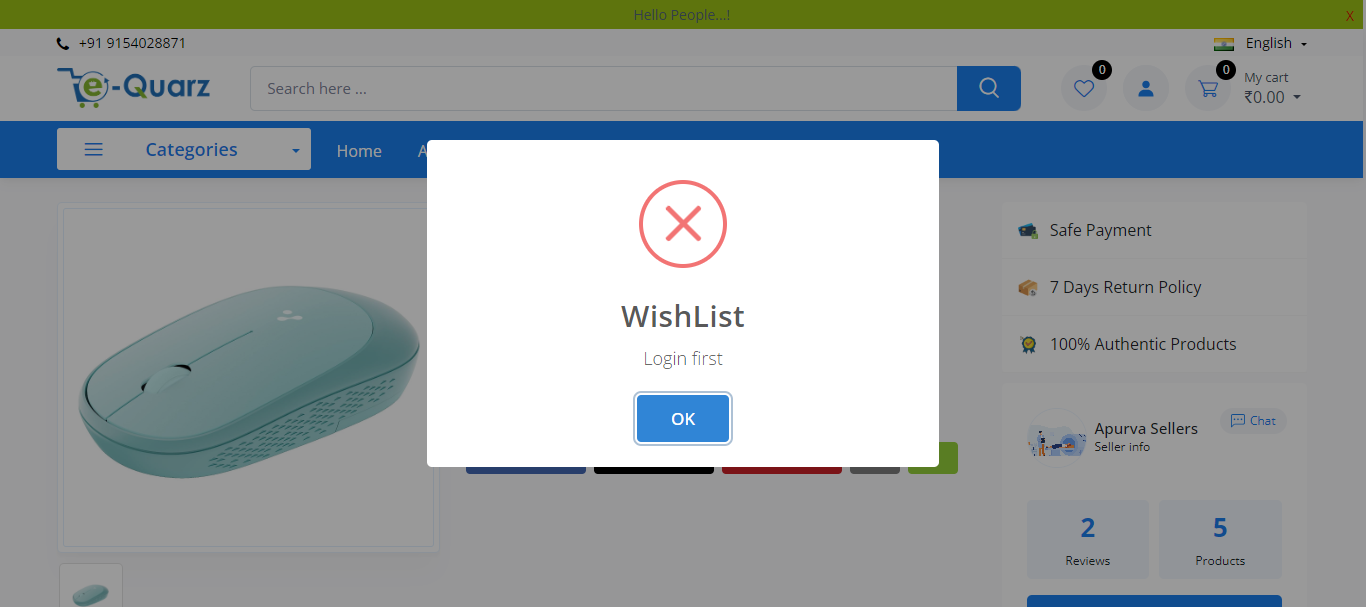 Hello People...!
X
+91 9154028871
English
e-Quarz
Search here ...
0
0
My cart
₹0.00
Categories
Home
A
WishList
Login first
OK
Safe Payment
7 Days Return Policy
100% Authentic Products
Apurva Sellers
Chat
Seller info
2
5
Reviews
Products